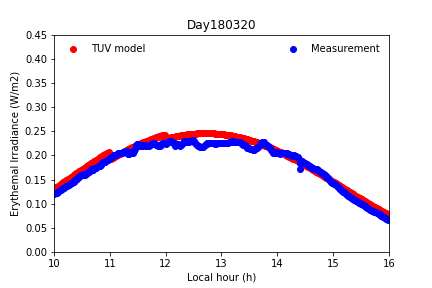 Day180320
TUV model
Measurement
Erythemal Irradiance (W/m2)
0.45
0.40
0.35
0.30
0.25
0.20
0.15
0.10
0.05
0.00
10 11 12 13 14 15 16
Local hour (h)